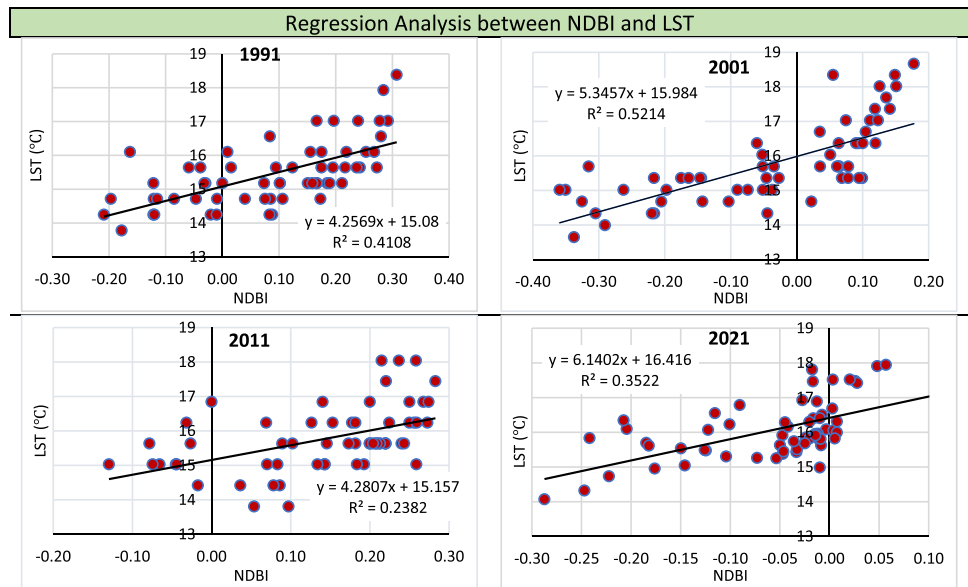 Regression Analysis between NDBI and LST
1991
19
18
17
16
15
14
13
LST (°C)
y = 4.2569x + 15.08
R² = 0.4108
-0.30 -0.20 -0.10 0.00 0.10 0.20 0.30 0.40
NDBI
2001
19
18
17
16
15
14
13
LST (°C)
y = 5.3457x + 15.984
R² = 0.5214
-0.40 -0.30 -0.20 -0.10 0.00 0.10 0.20
NDBI
2011
19
18
17
16
15
14
13
LST (°C)
y = 4.2807x + 15.157
R² = 0.2382
-0.20 -0.10 0.00 0.10 0.20 0.30
NDBI
2021
19
18
17
16
15
14
13
LST (°C)
y = 6.1402x + 16.416
R² = 0.3522
-0.30 -0.25 -0.20 -0.15 -0.10 -0.05 0.00 0.05 0.10
NDBI